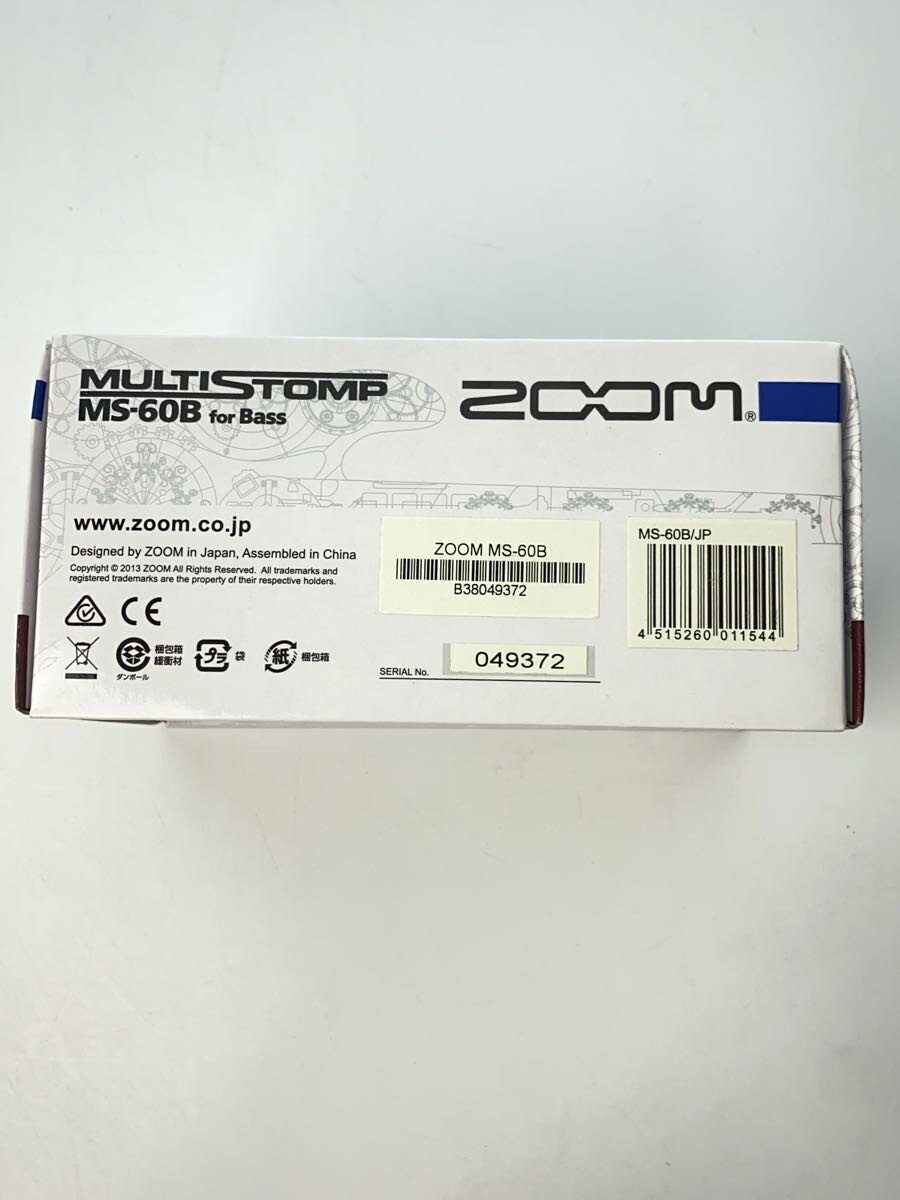 MULTISTOMP
MS-60B for Bass
ZOOM®
www.zoom.co.jp
Designed by ZOOM in Japan, Assembled in China
Copyright © 2013 ZOOM All Rights Reserved. All trademarks and
registered trademarks are the property of their respective holders.
CE
梱包箱
緩衝材
ダンボール
プラ
袋
紙
梱包箱
ZOOM MS-60B
B38049372
SERIAL No.
049372
MS-60B/JP
4 515260 011544